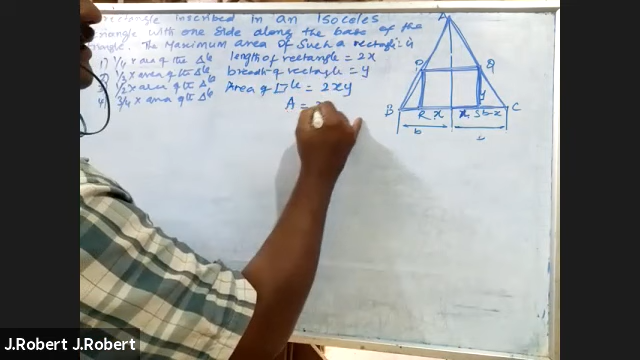 Rectangle Inscribed in an Isoceles
Triangle with one side along the base of the
Triangle. The Maximum area of Such a rectangle is
1) 1/4 × area of the Δle
2) 1/3 × area of the Δle
1/2 × area of the Δle
4) 3/4 × area of the Δle
length of rectangle = 2x
breadth of rectangle = y
Area of ▭ le = 2xy
A =
A
P
Q
y
B
R
x
x
S
b-x
C
b
J.Robert J.Robert